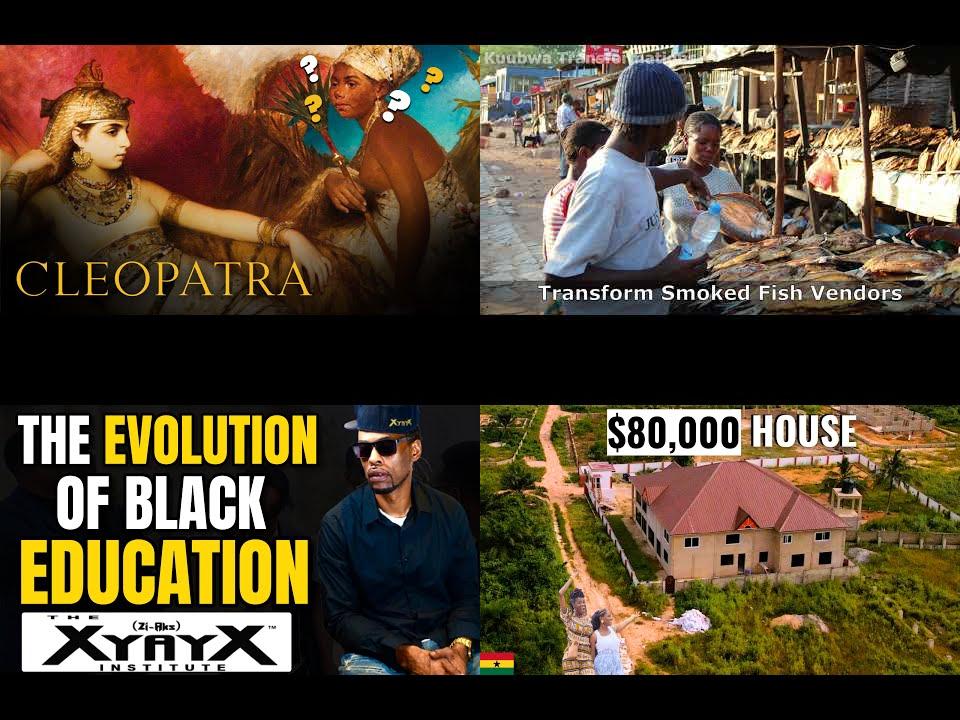 ? ? ? ?
CLEOPATRA
Kuubwa Transformational
Transform Smoked Fish Vendors
THE EVOLUTION
OF BLACK
EDUCATION
XYAYX
THE
(Zi-Aks)
XYAYX™
INSTITUTE
$80,000 HOUSE